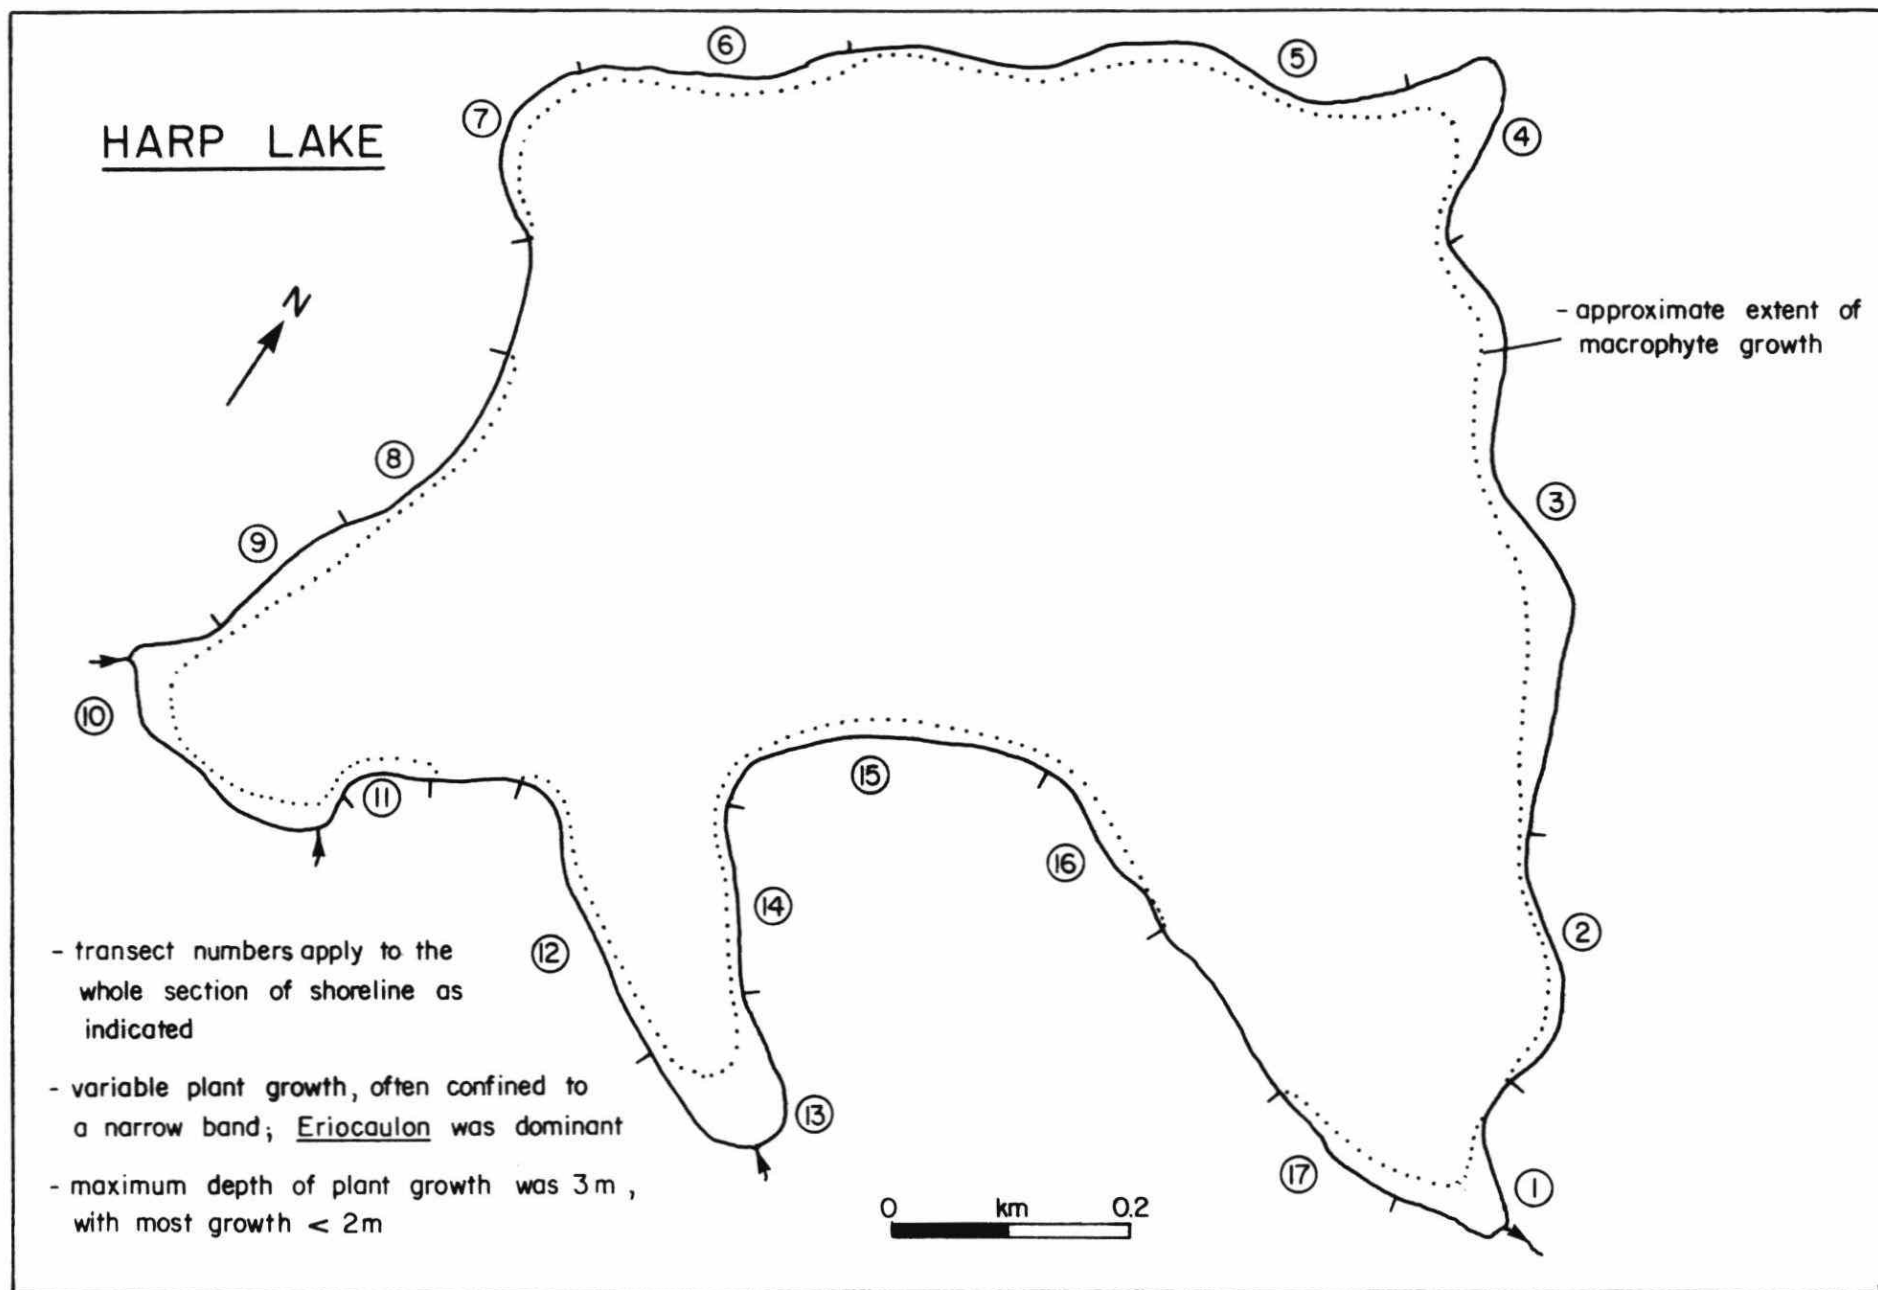 HARP LAKE
N
6
5
7
4
- approximate extent of
macrophyte growth
8
3
9
10
11
15
16
14
2
12
- transect numbers apply to the
whole section of shoreline as
indicated
- variable plant growth, often confined to
a narrow band; Eriocaulon was dominant
13
- maximum depth of plant growth was 3 m ,
with most growth < 2m
17
1
0 km 0.2